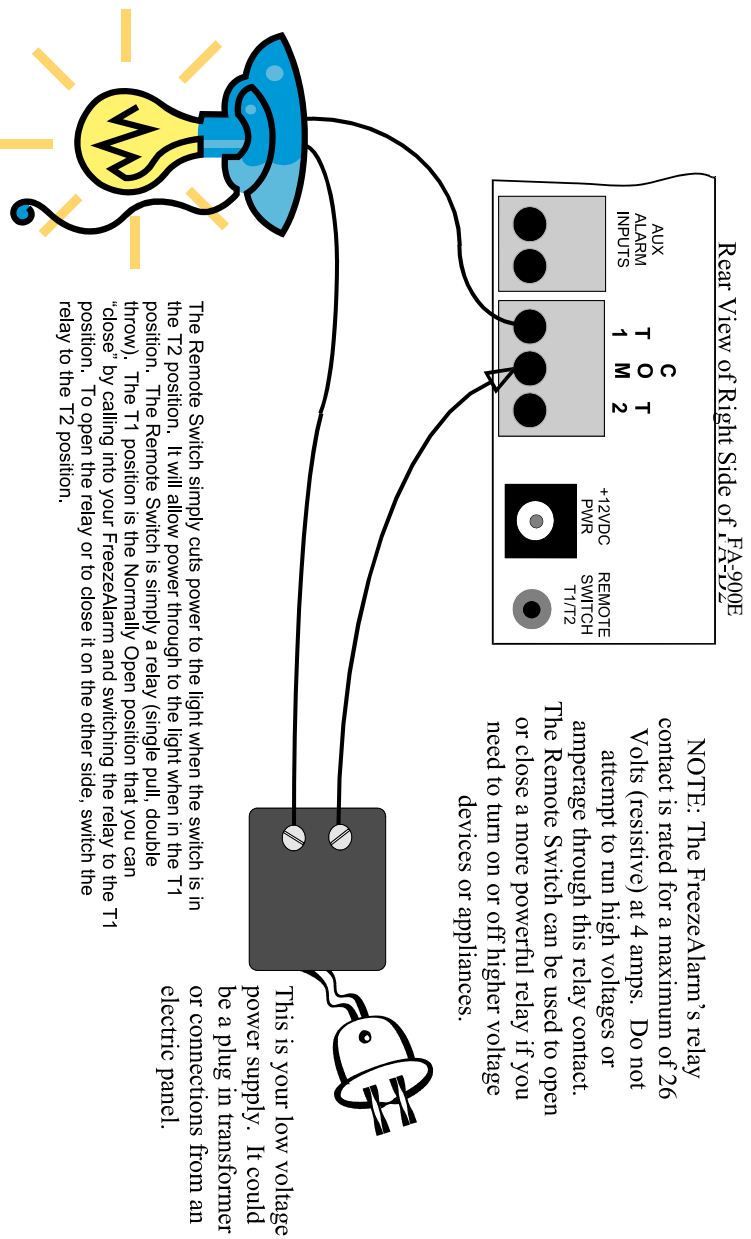 Rear View of Right Side of FA-900E
AUX
ALARM
INPUTS
C
T O T
1 M 2
+12VDC
PWR
REMOTE
SWITCH
T1/T2
NOTE: The FreezeAlarm's relay
contact is rated for a maximum of 26
Volts (resistive) at 4 amps. Do not
attempt to run high voltages or
amperage through this relay contact.
The Remote Switch can be used to open
or close a more powerful relay if you
need to turn on or off higher voltage
devices or appliances.
The Remote Switch simply cuts power to the light when the switch is in
the T2 position. It will allow power through to the light when in the T1
position. The Remote Switch is simply a relay (single pull, double
throw). The T1 position is the Normally Open position that you can
"close" by calling into your FreezeAlarm and switching the relay to the T1
position. To open the relay or to close it on the other side, switch the
relay to the T2 position.
This is your low voltage
power supply. It could
be a plug in transformer
or connections from an
electric panel.